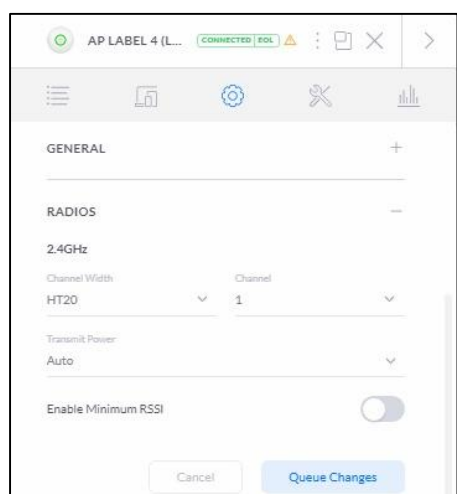 AP LABEL 4 (L... CONNECTED EOL
GENERAL
RADIOS
2.4GHz
Channel Width Channel
HT20 1
Transmit Power
Auto
Enable Minimum RSSI
Cancel Queue Changes